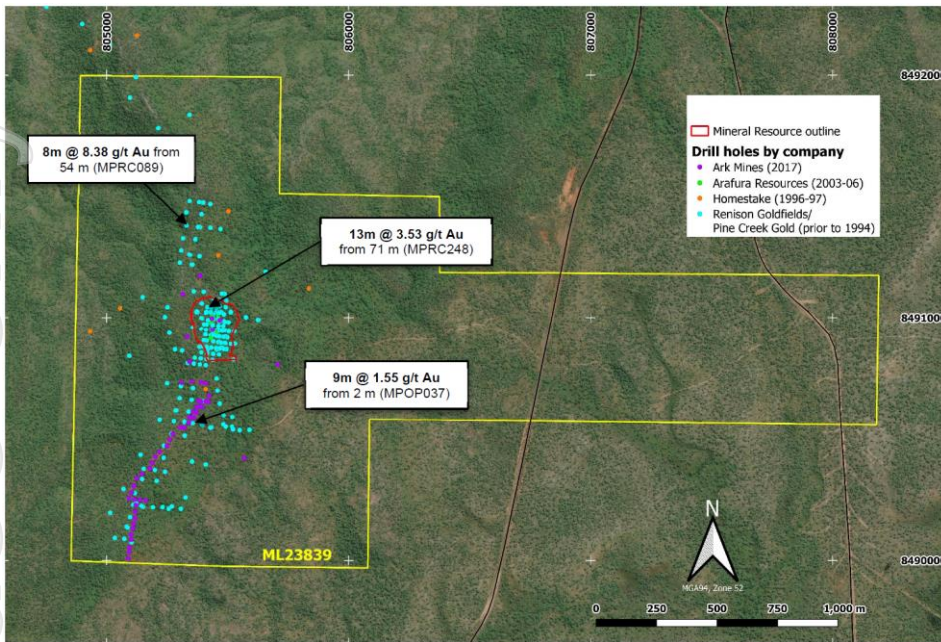 805000
806000
807000
808000
8492000
8m @ 8.38 g/t Au from
54 m (MPRC089)
Mineral Resource outline
Drill holes by company
Ark Mines (2017)
Arafura Resources (2003-06)
Homestake (1996-97)
Renison Goldfields/
Pine Creek Gold (prior to 1994)
13m @ 3.53 g/t Au
from 71 m (MPRC248)
8491000
9m @ 1.55 g/t Au
from 2 m (MPOP037)
ML23839
N
MGA94, Zone 52
8490000
0 250 500 750 1,000 m